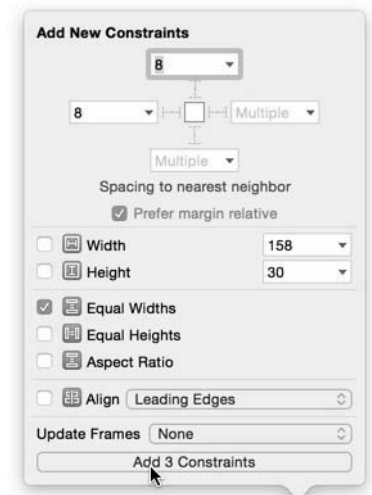 Add New Constraints
8
8 Multiple
Multiple
Spacing to nearest neighbor
Prefer margin relative
Width 158
Height 30
Equal Widths
Equal Heights
Aspect Ratio
Align Leading Edges
Update Frames None
Add 3 Constraints